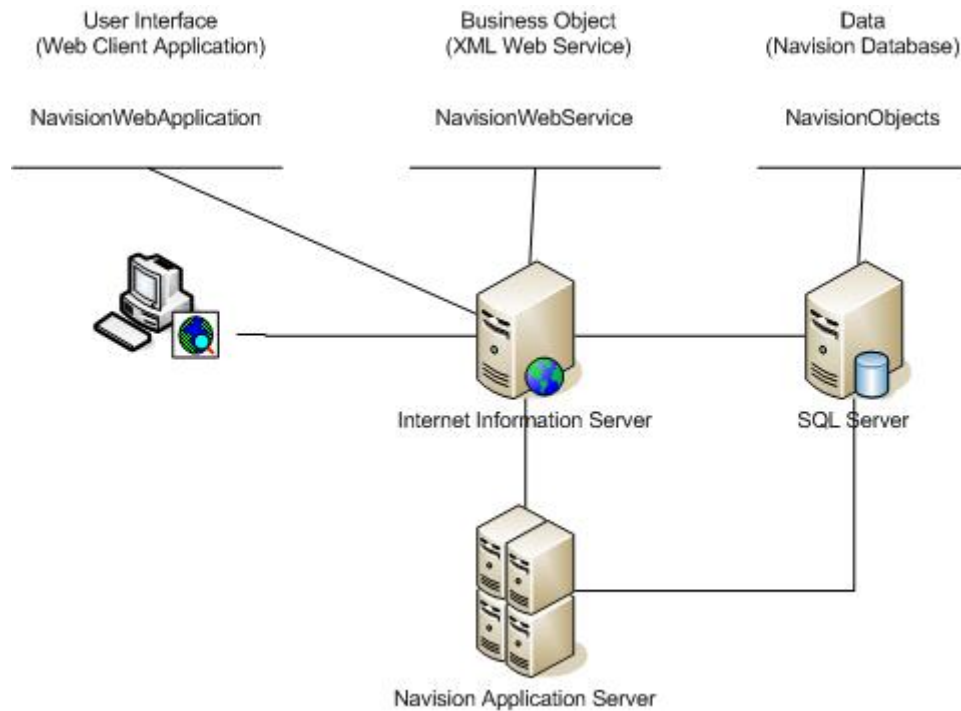 User Interface
(Web Client Application)
Business Object
(XML Web Service)
Data
(Navision Database)
NavisionWebApplication
NavisionWebService
NavisionObjects
Internet Information Server
SQL Server
Navision Application Server